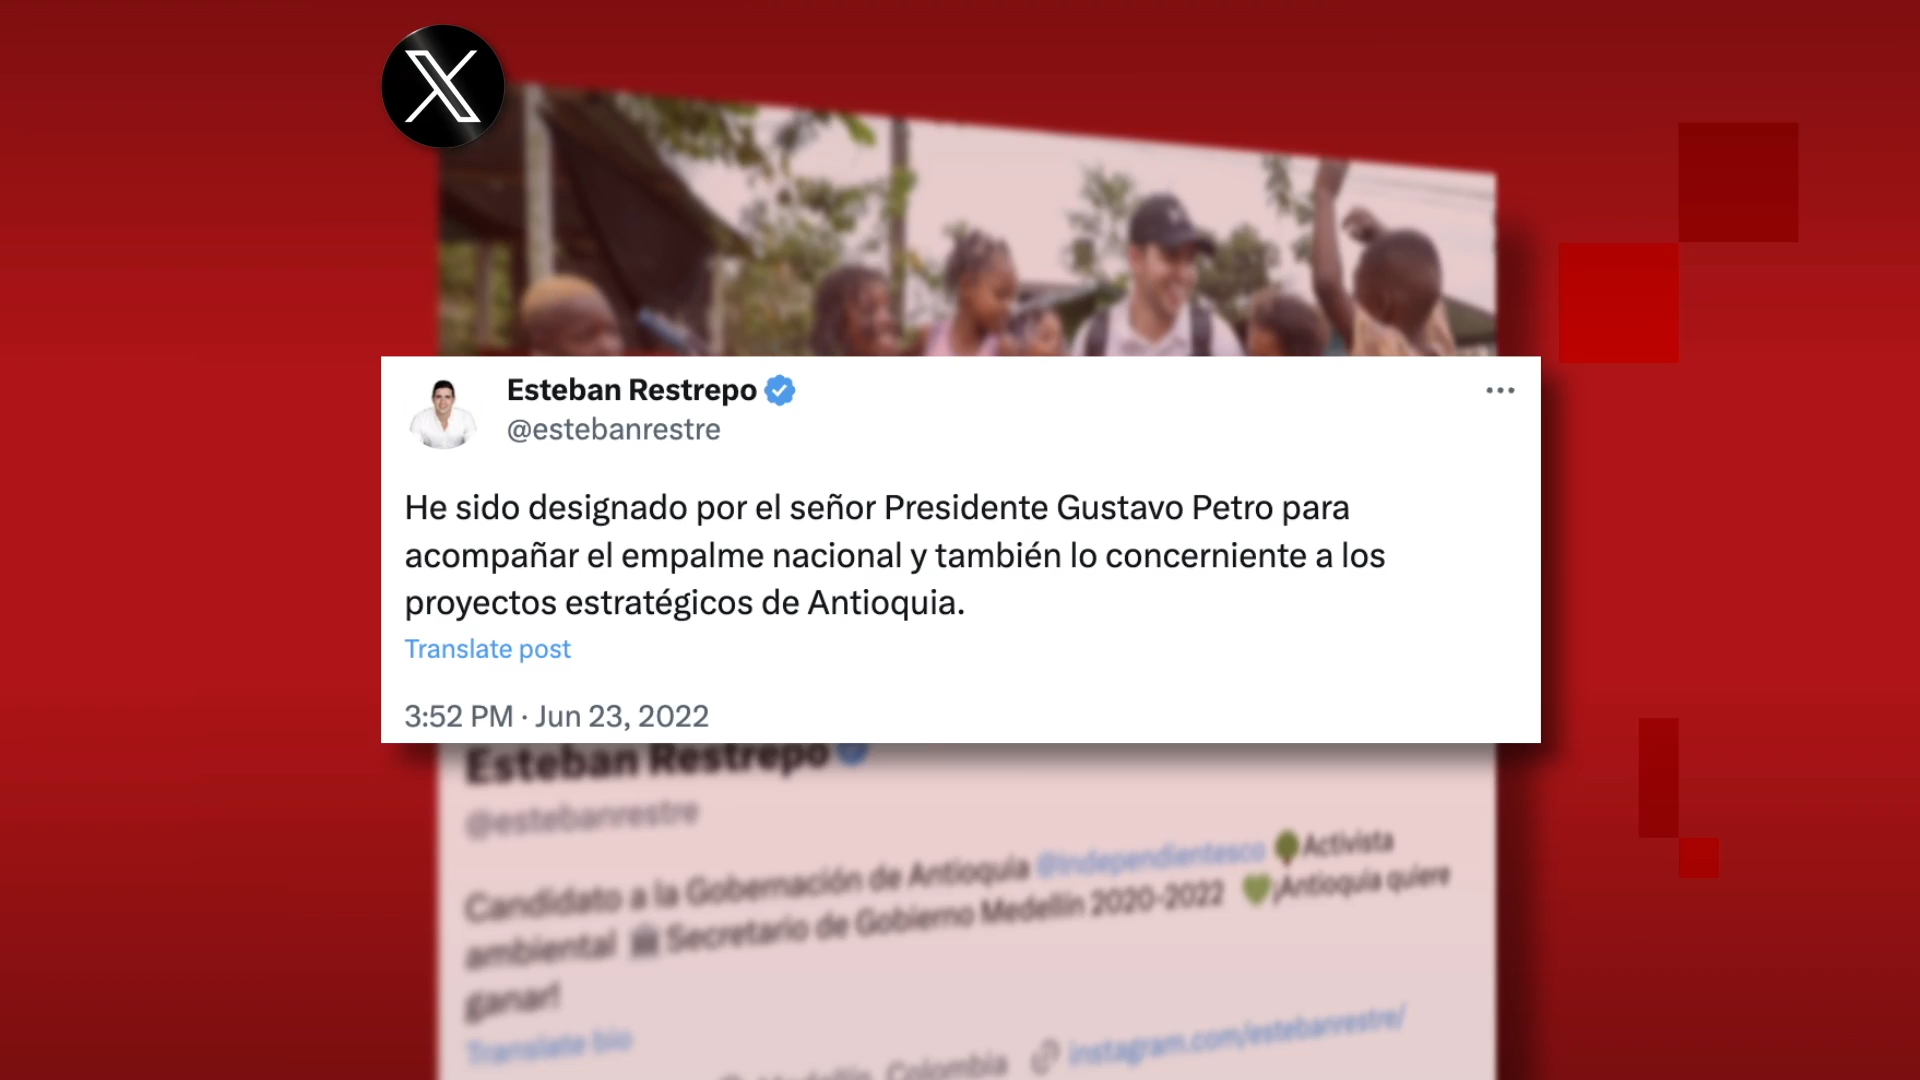 X
Esteban Restrepo
@estebanrestre
He sido designado por el señor Presidente Gustavo Petro para
acompañar el empalme nacional y también lo concerniente a los
proyectos estratégicos de Antioquia.
Translate post
3:52 PM · Jun 23, 2022
Esteban Restrepo
@estebanrestre
Candidato a la Gobernación de Antioquia @Independientesco 🌳Activista
ambiental 🏛Secretario de Gobierno Medellín 2020-2022 💚¡Antioquia quiere
ganar!
Translate bio
Medellín, Colombia instagram.com/estebanrestre/